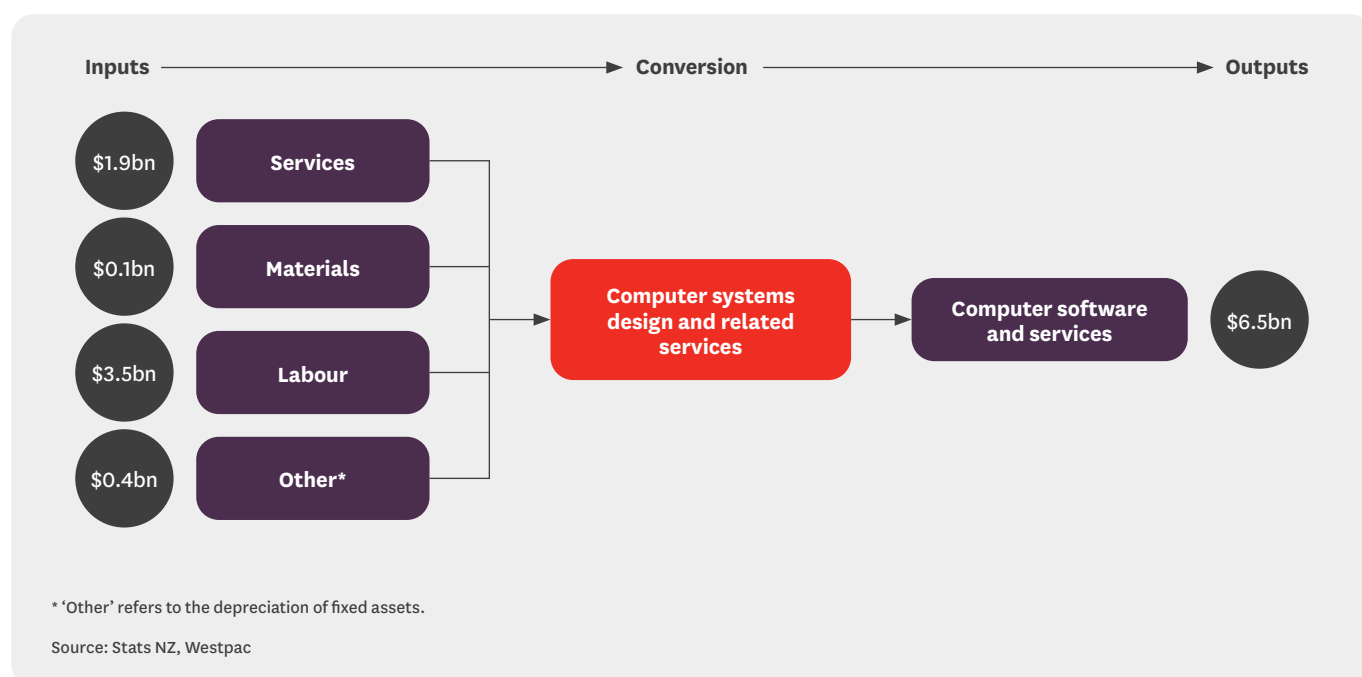 Inputs
Conversion
Outputs
$1.9bn
Services
$0.1bn
Materials
$3.5bn
Labour
$0.4bn
Other*
Computer systems
design and related
services
Computer software
and services
$6.5bn
* ‘Other’ refers to the depreciation of fixed assets.
Source: Stats NZ, Westpac